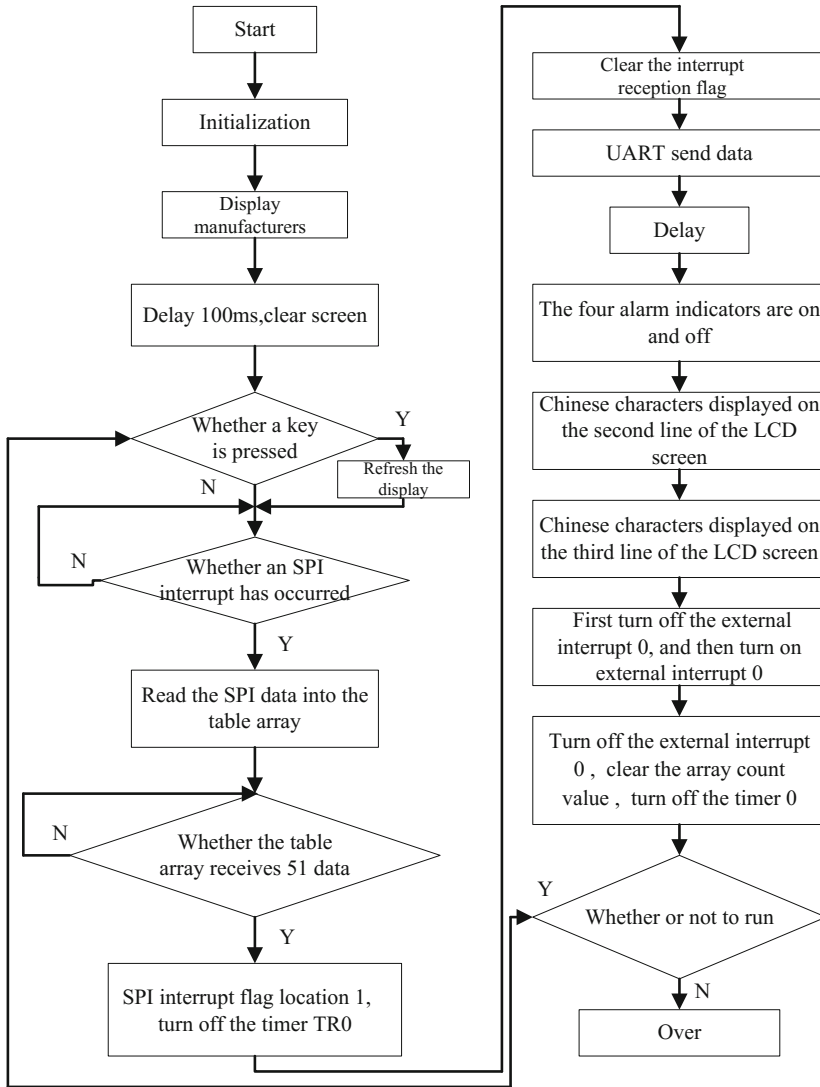 Start
Initialization
Display
manufacturers
Delay 100ms,clear screen
Whether a key
is pressed
Y
Refresh the
display
N
N
Whether an SPI
interrupt has occurred
Y
Read the SPI data into the
table array
N
Whether the table
array receives 51 data
Y
SPI interrupt flag location 1,
turn off the timer TR0
Clear the interrupt
reception flag
UART send data
Delay
The four alarm indicators are on
and off
Chinese characters displayed on
the second line of the LCD
screen
Chinese characters displayed on
the third line of the LCD screen
First turn off the external
interrupt 0, and then turn on
external interrupt 0
Turn off the external interrupt
0 , clear the array count
value , turn off the timer 0
Y
Whether or not to run
N
Over